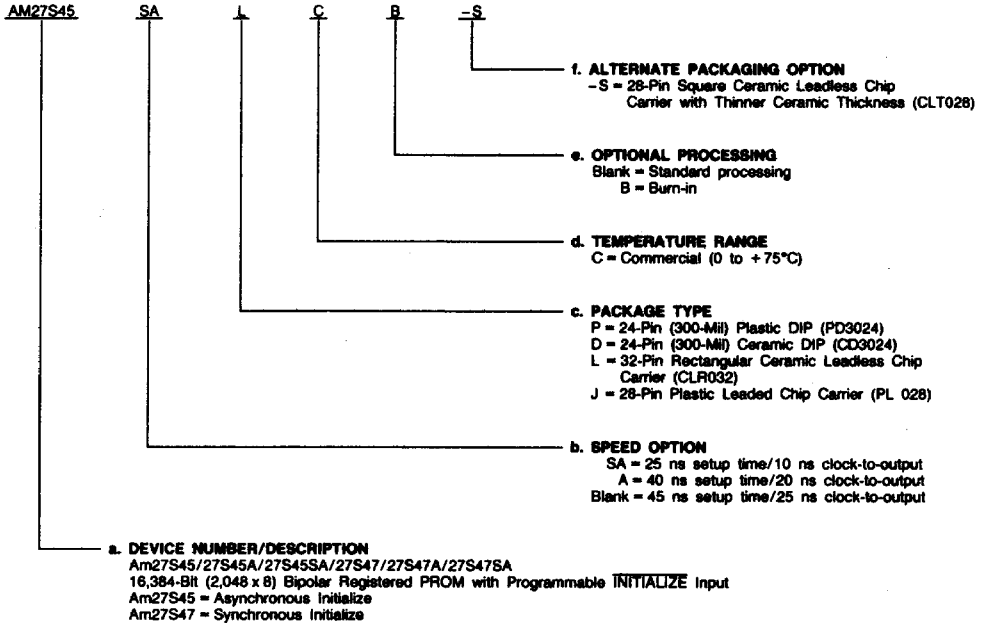 AM27S45 SA L C B -S
f. ALTERNATE PACKAGING OPTION
-S = 28-Pin Square Ceramic Leadless Chip
Carrier with Thinner Ceramic Thickness (CLT028)
e. OPTIONAL PROCESSING
Blank = Standard processing
B = Burn-in
d. TEMPERATURE RANGE
C = Commercial (0 to +75°C)
c. PACKAGE TYPE
P = 24-Pin (300-Mil) Plastic DIP (PD3024)
D = 24-Pin (300-Mil) Ceramic DIP (CD3024)
L = 32-Pin Rectangular Ceramic Leadless Chip
Carrier (CLR032)
J = 28-Pin Plastic Leaded Chip Carrier (PL 028)
b. SPEED OPTION
SA = 25 ns setup time/10 ns clock-to-output
A = 40 ns setup time/20 ns clock-to-output
Blank = 45 ns setup time/25 ns clock-to-output
a. DEVICE NUMBER/DESCRIPTION
Am27S45/27S45A/27S45SA/27S47/27S47A/27S47SA
16,384-Bit (2,048 x 8) Bipolar Registered PROM with Programmable INITIALIZE Input
Am27S45 = Asynchronous Initialize
Am27S47 = Synchronous Initialize